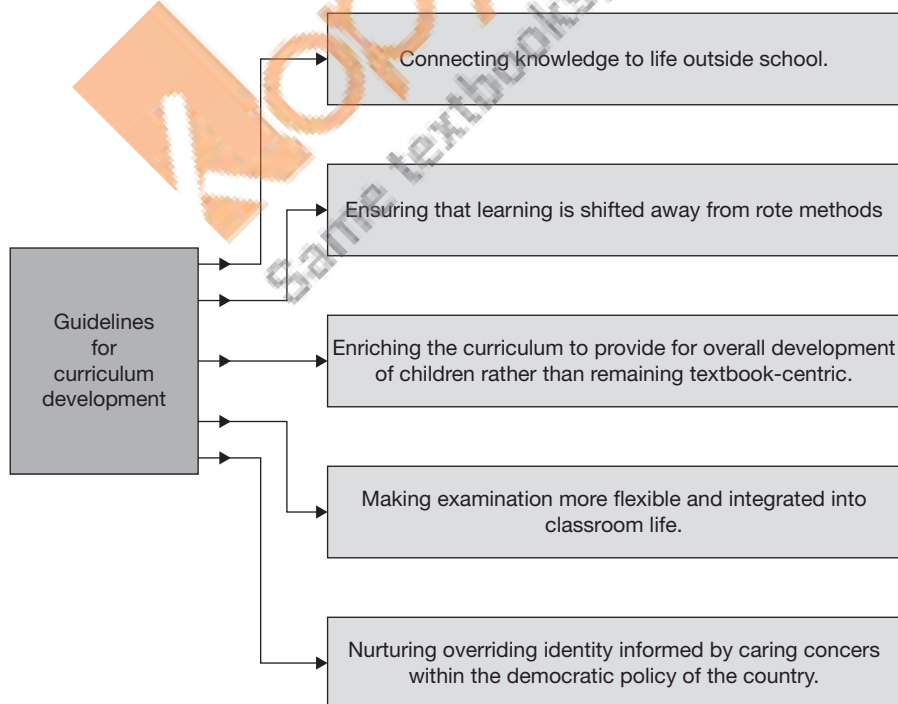 Connecting knowledge to life outside school.
Ensuring that learning is shifted away from rote methods
Guidelines
for
curriculum
development
Enriching the curriculum to provide for overall development
of children rather than remaining textbook-centric.
Making examination more flexible and integrated into
classroom life.
Nurturing overriding identity informed by caring concers
within the democratic policy of the country.
Same textbooks,